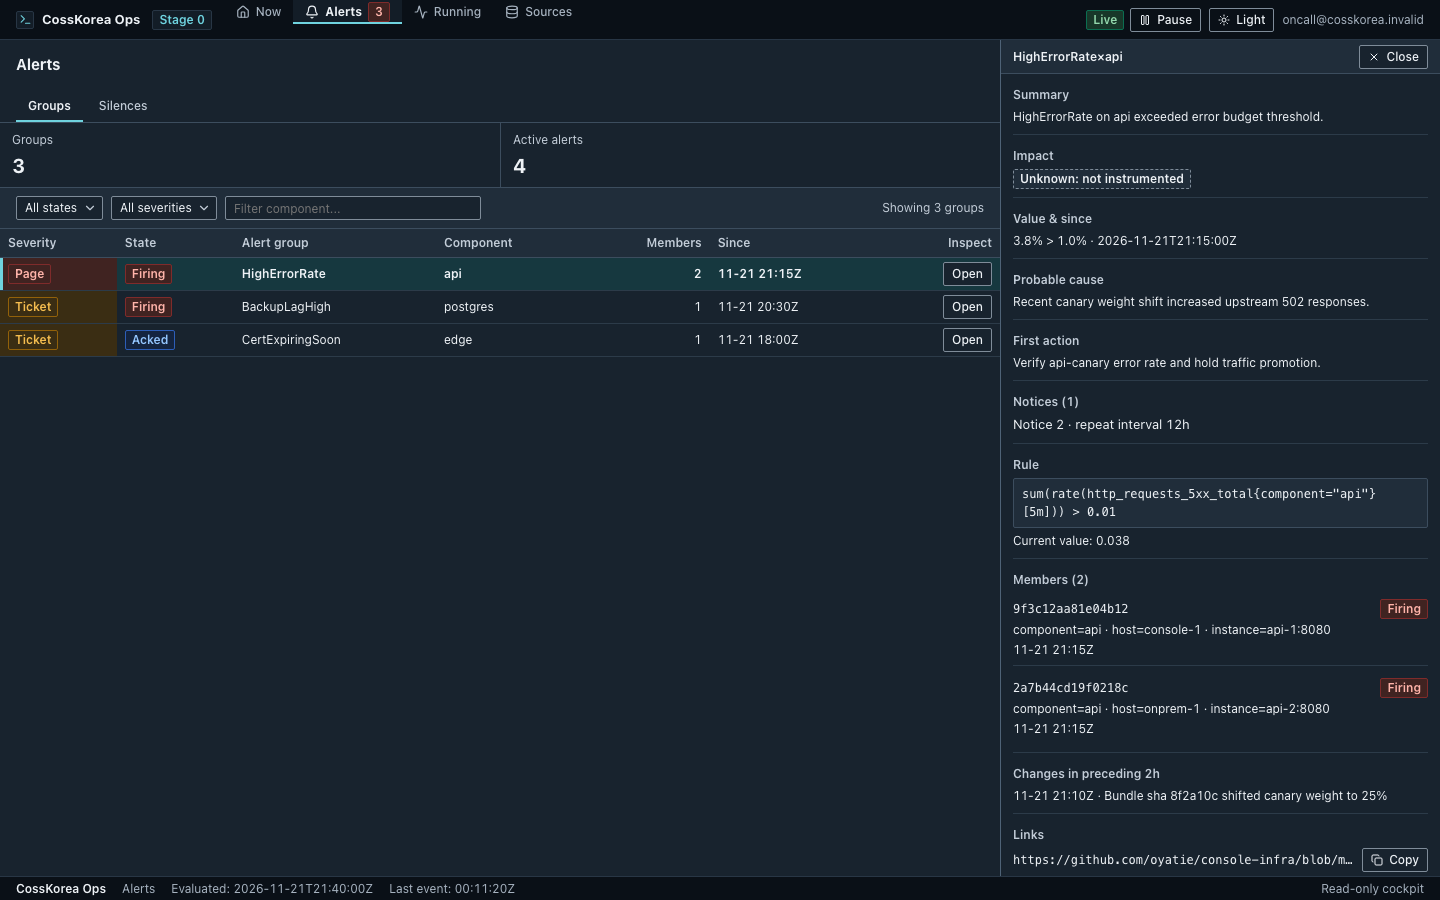 CossKorea Ops
Stage 0
Now
Alerts 3
Running
Sources
Live
Pause
Light
oncall@cosskorea.invalid
Alerts
Groups
Silences
Groups
3
Active alerts
4
All states
All severities
Filter component...
Showing 3 groups
Severity State Alert group Component Members Since Inspect
Page Firing HighErrorRate api 2 11-21 21:15Z Open
Ticket Firing BackupLagHigh postgres 1 11-21 20:30Z Open
Ticket Acked CertExpiringSoon edge 1 11-21 18:00Z Open
HighErrorRate×api
Close
Summary
HighErrorRate on api exceeded error budget threshold.
Impact
Unknown: not instrumented
Value & since
3.8% > 1.0% · 2026-11-21T21:15:00Z
Probable cause
Recent canary weight shift increased upstream 502 responses.
First action
Verify api-canary error rate and hold traffic promotion.
Notices (1)
Notice 2 · repeat interval 12h
Rule
sum(rate(http_requests_5xx_total{component="api"}
[5m])) > 0.01
Current value: 0.038
Members (2)
9f3c12aa81e04b12 Firing
component=api · host=console-1 · instance=api-1:8080
11-21 21:15Z
2a7b44cd19f0218c Firing
component=api · host=onprem-1 · instance=api-2:8080
11-21 21:15Z
Changes in preceding 2h
11-21 21:10Z · Bundle sha 8f2a10c shifted canary weight to 25%
Links
https://github.com/oyatie/console-infra/blob/m… Copy
CossKorea Ops Alerts Evaluated: 2026-11-21T21:40:00Z Last event: 00:11:20Z Read-only cockpit